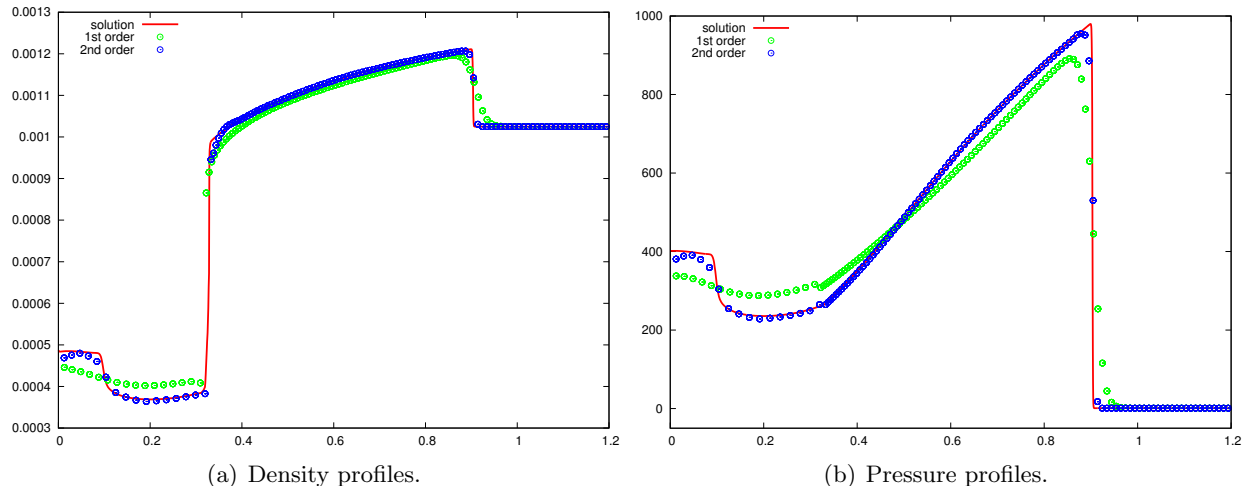 0.0013
0.0012
0.0011
0.001
0.0009
0.0008
0.0007
0.0006
0.0005
0.0004
0.0003
solution
1st order
2nd order
0 0.2 0.4 0.6 0.8 1 1.2
(a) Density profiles.
1000
800
600
400
200
0
solution
1st order
2nd order
0 0.2 0.4 0.6 0.8 1 1.2
(b) Pressure profiles.